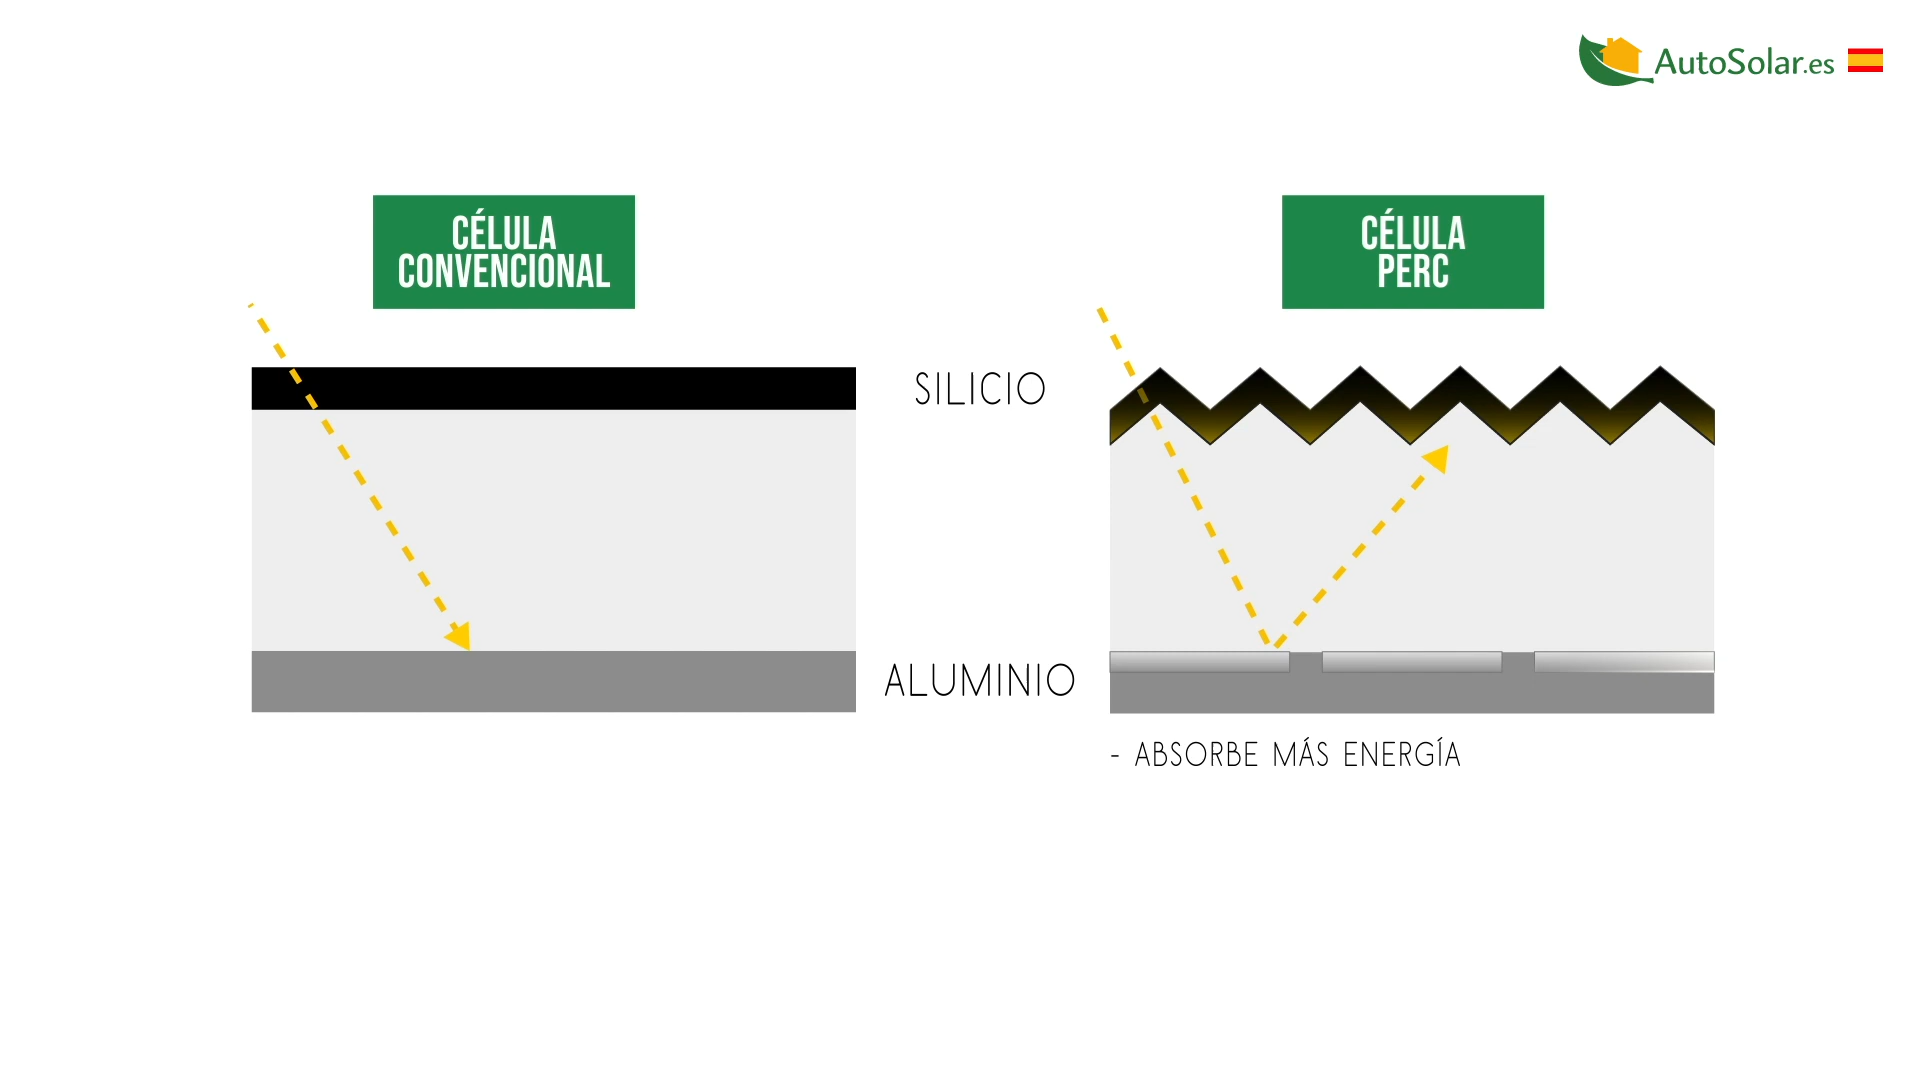 AutoSolar.es
CÉLULA
CONVENCIONAL
CÉLULA
PERC
SILICIO
ALUMINIO
- ABSORBE MÁS ENERGÍA